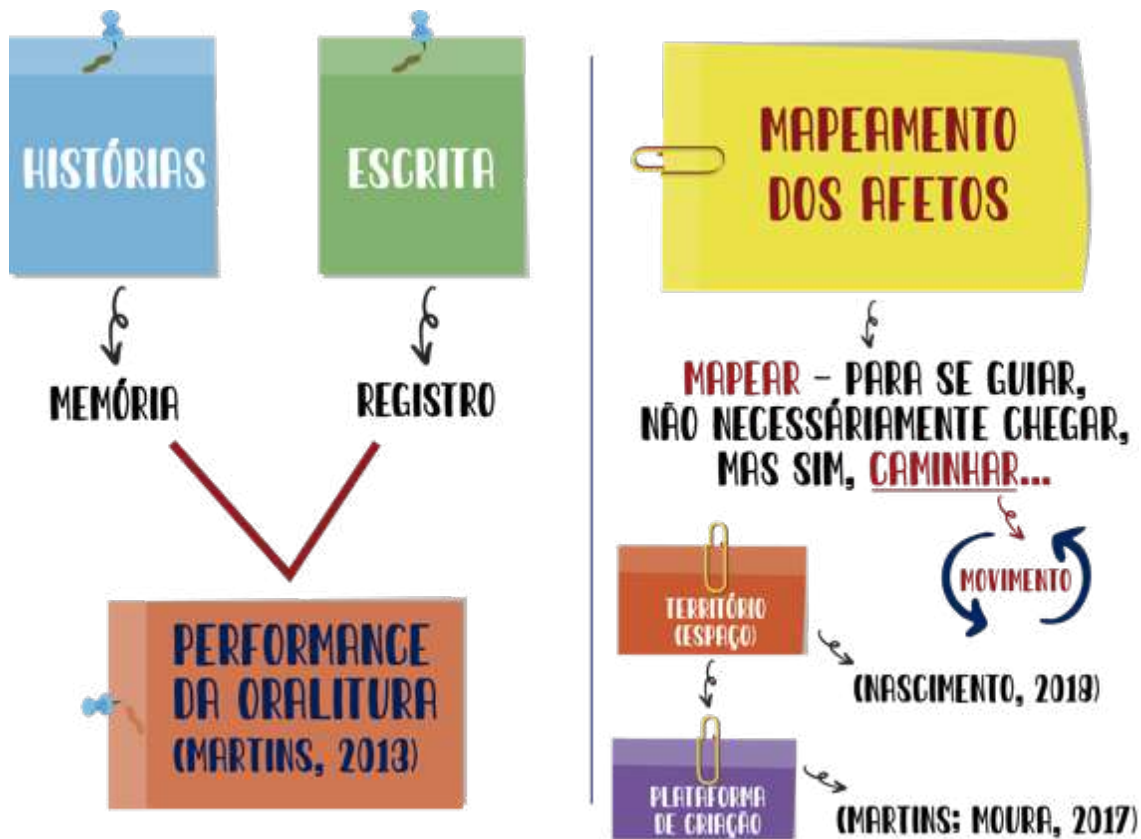 HISTÓRIAS
ESCRITA
MEMÓRIA
REGISTRO
PERFORMANCE
DA ORALITURA
(MARTINS, 2013)
MAPEAMENTO
DOS AFETOS
MAPEAR - PARA SE GUIAR,
NÃO NECESSÁRIAMENTE CHEGAR,
MAS SIM, CAMINHAR...
MOVIMENTO
TERRITÓRIO
(ESPAÇO)
(NASCIMENTO, 2018)
PLATAFORMA
DE CRIAÇÃO
(MARTINS; MOURA, 2017)